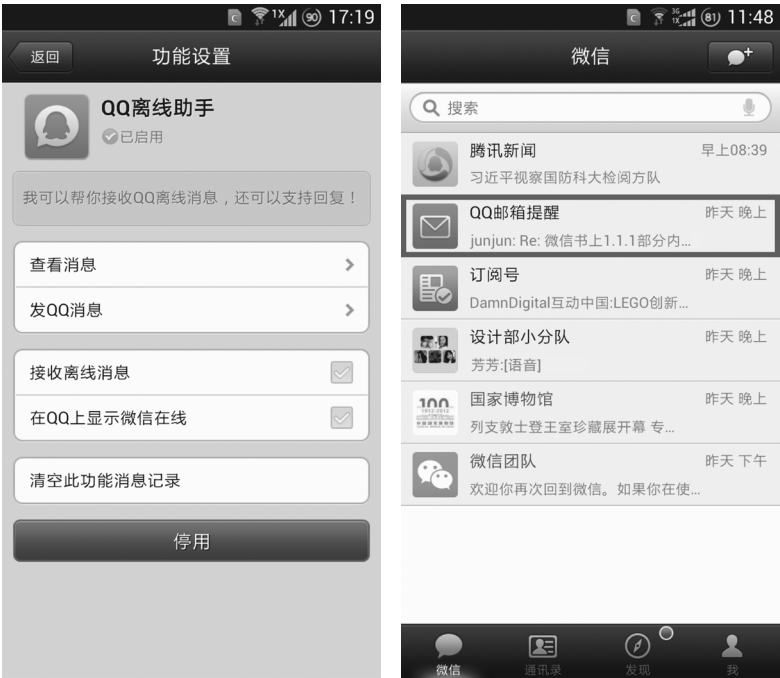 1X 90 17:19
返回
功能设置
QQ离线助手
已启用
我可以帮你接收QQ离线消息，还可以支持回复！
查看消息
发QQ消息
接收离线消息
在QQ上显示微信在线
清空此功能消息记录
停用
3G 1X 81 11:48
微信
搜索
腾讯新闻 早上08:39
习近平视察国防科大检阅方队
QQ邮箱提醒 昨天 晚上
junjun: Re: 微信书上1.1.1部分内...
订阅号 昨天 晚上
DamnDigital互动中国:LEGO创新...
设计部小分队 昨天 晚上
芳芳:[语音]
国家博物馆 昨天 晚上
100
1912-2012
列支敦士登王室珍藏展开幕 专...
微信团队 昨天 下午
欢迎你再次回到微信。如果你在使...
微信 通讯录 发现 我